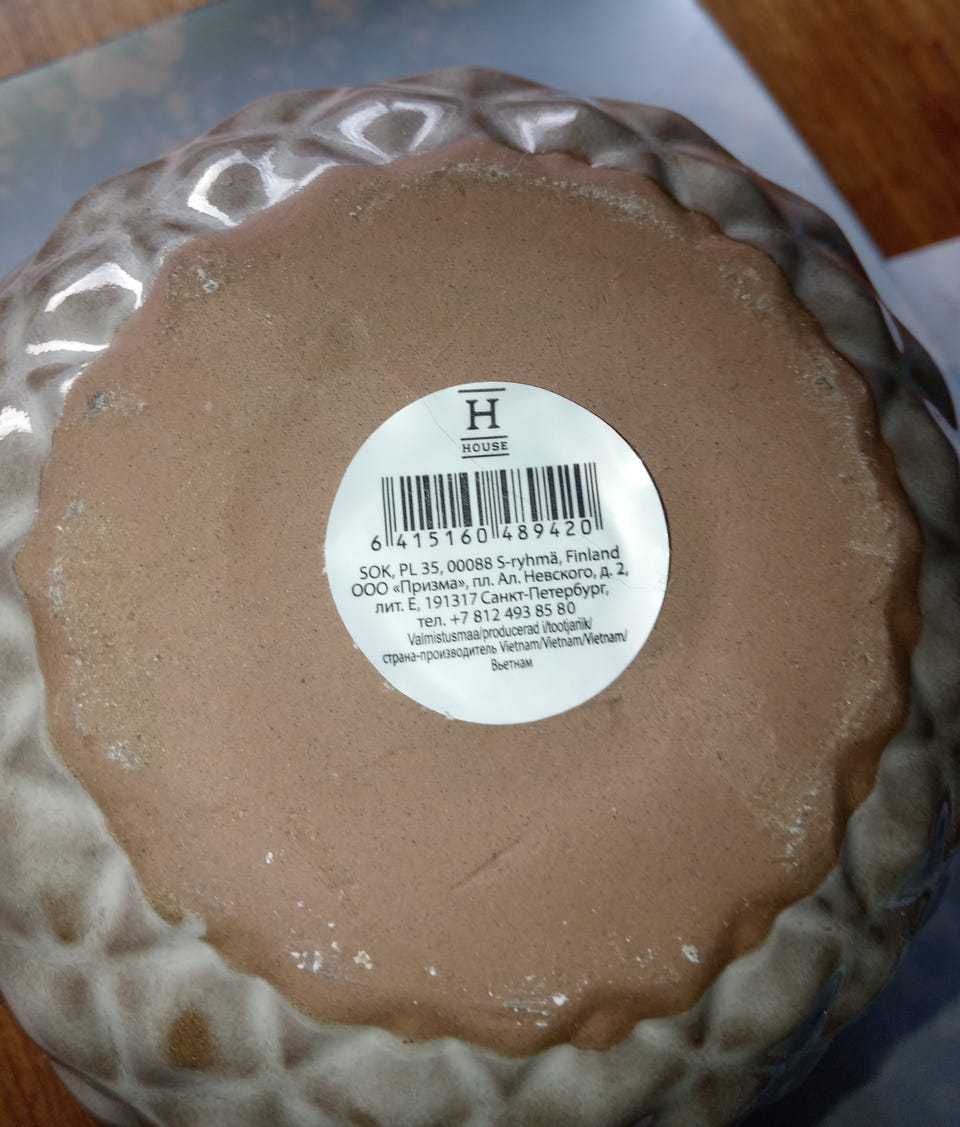 H
HOUSE
6 415160 489420
SOK, PL 35, 00088 S-ryhmä, Finland
ООО «Призма», пл. Ал. Невского, д. 2,
лит. Е, 191317 Санкт-Петербург,
тел. +7 812 493 85 80
Valmistusmaa/producerad i/tootjariik/
страна-производитель Vietnam/Vietnam/Vietnam/
Вьетнам